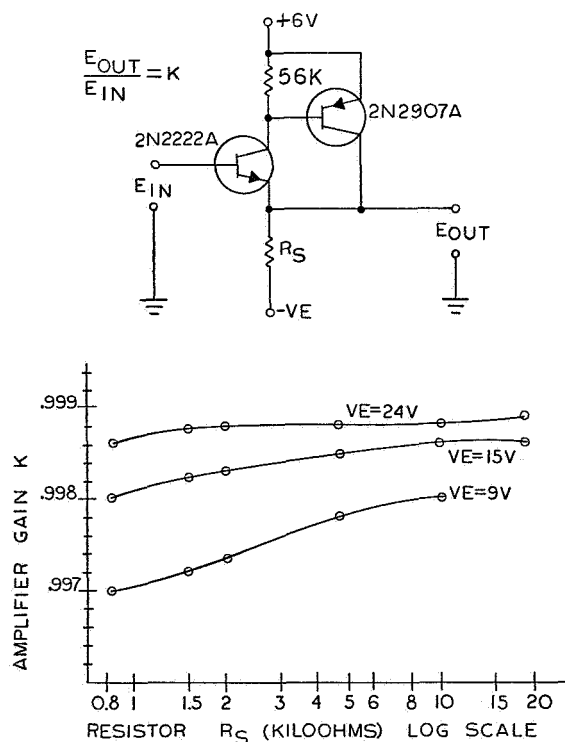 +6V
E_OUT / E_IN = K
56K
2N2907A
2N2222A
E_IN
E_OUT
R_S
-VE
AMPLIFIER GAIN K
.999
.998
.997
VE=24V
VE=15V
VE=9V
0.8 1 1.5 2 3 4 5 6 8 10 15 20
RESISTOR R_S (KILOOHMS) LOG SCALE